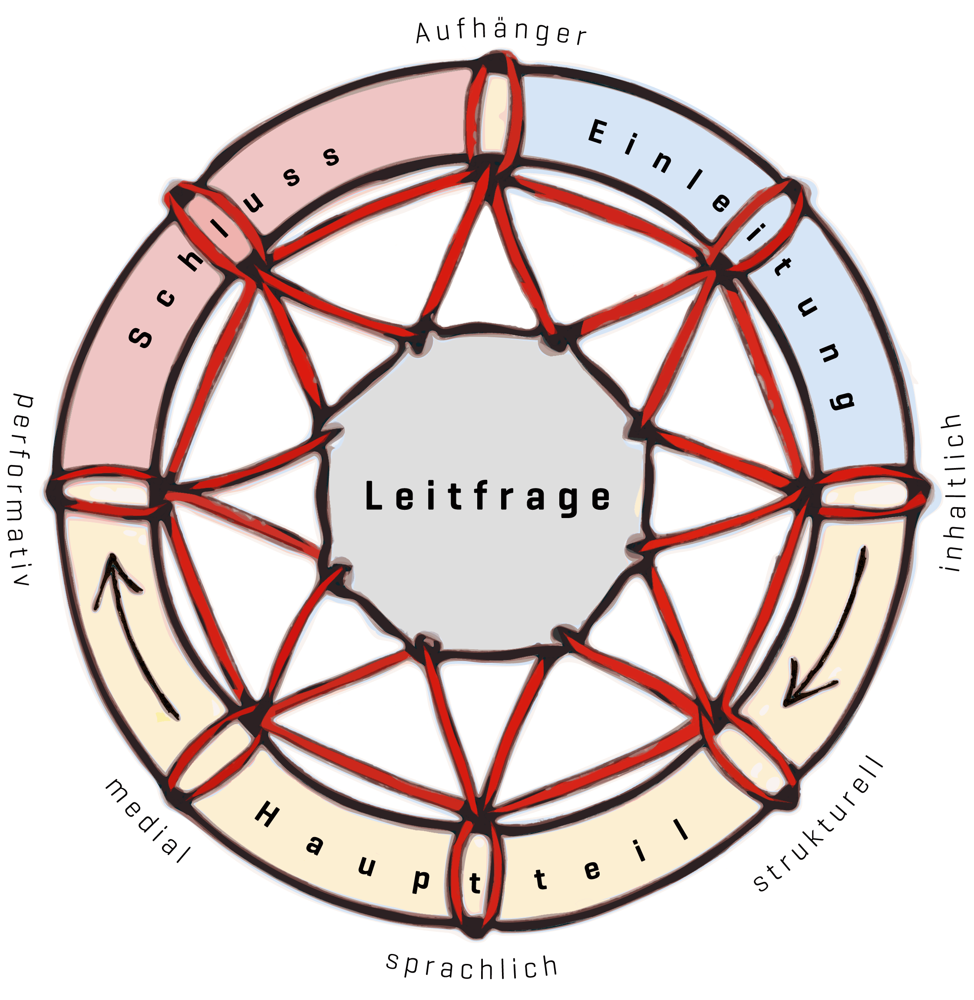 Aufhänger
Einleitung
inhaltlich
strukturell
Hauptteil
sprachlich
medial
performativ
Schluss
Leitfrage